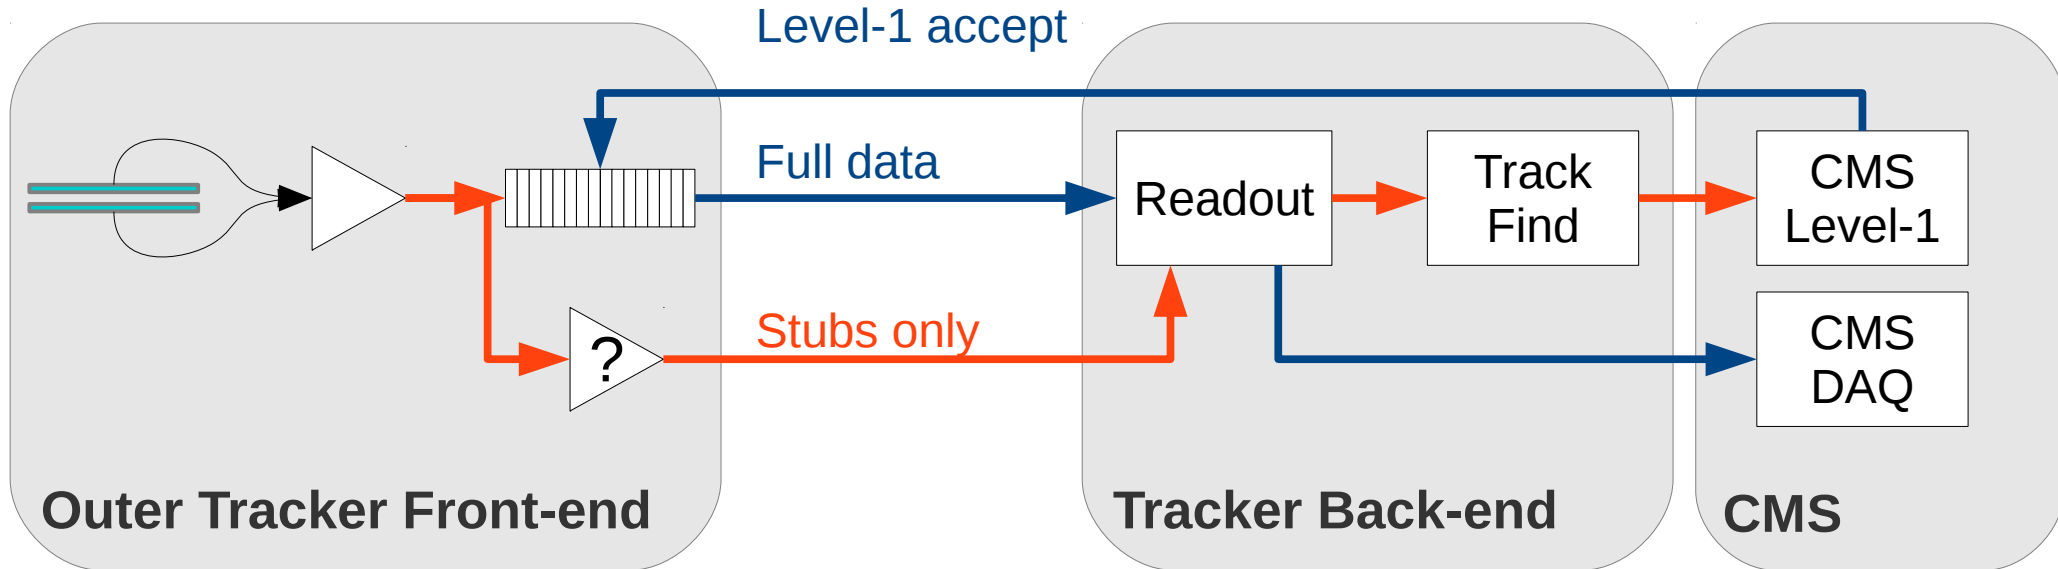 Level-1 accept
Full data
Stubs only
?
Outer Tracker Front-end
Readout
Track
Find
Tracker Back-end
CMS
Level-1
CMS
DAQ
CMS